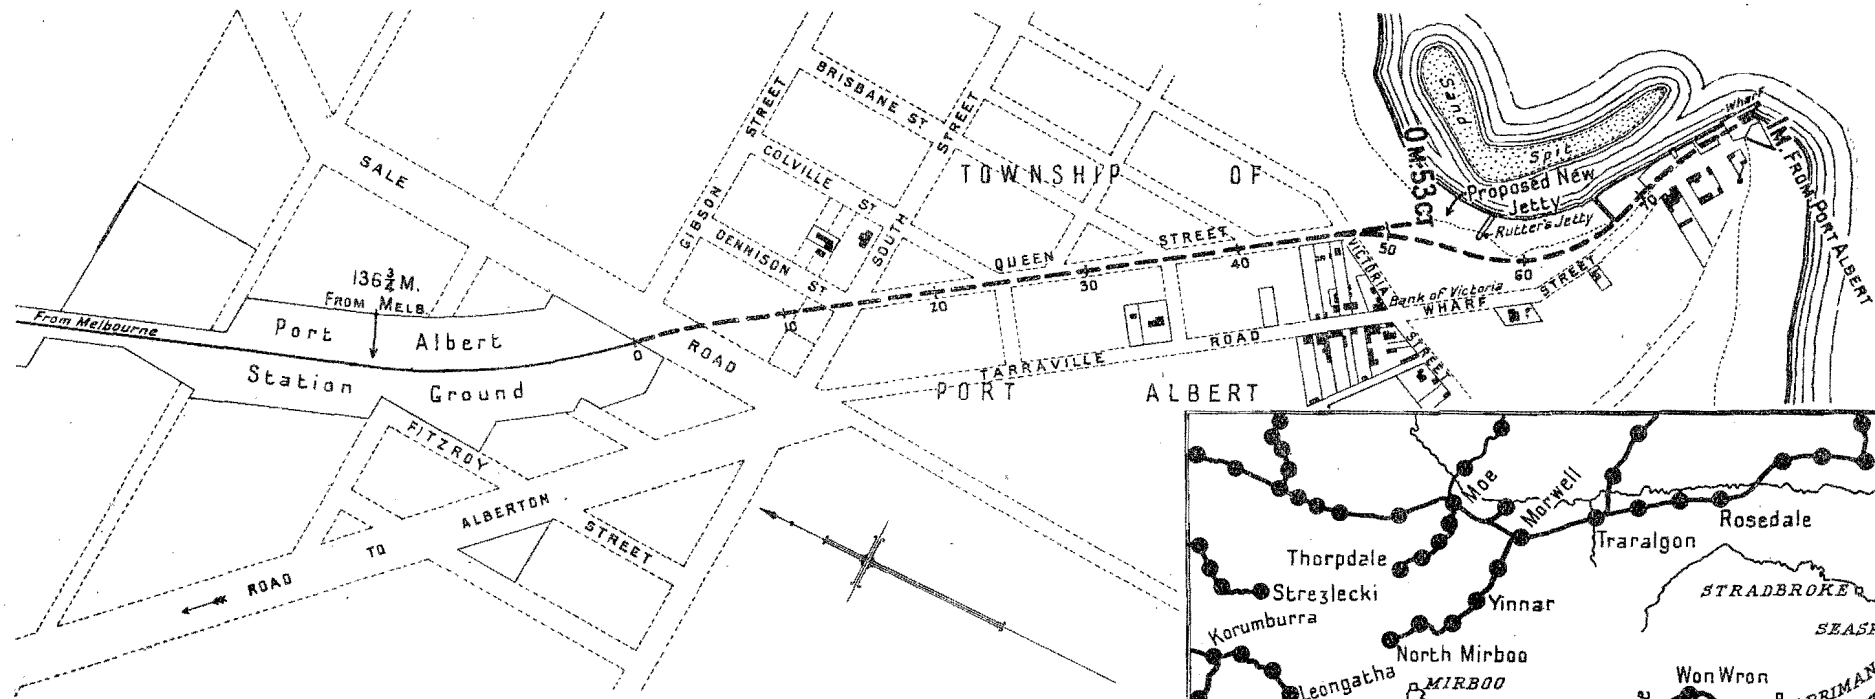 SALE
ROAD
136¾ M.
FROM MELB.
From Melbourne
Port Albert
Station Ground
0
10
20
30
40
50
60
70
GIBSON STREET
BRISBANE ST
COLVILLE ST
DENNISON ST
SOUTH STREET
QUEEN STREET
TOWNSHIP OF
PORT ALBERT
TARRAVILLE ROAD
VICTORIA STREET
Bank of Victoria
WHARF STREET
0 M. 53 CH
Proposed New
Jetty
Rutter's Jetty
Sand Spit
Wharf
1 M. FROM PORT ALBERT
FITZROY STREET
ROAD TO ALBERTON
Moe
Morwell
Traralgon
Rosedale
Thorpdale
Strezlecki
Yinnar
Korumburra
North Mirboo
Leongatha
MIRBOO
STRADBROKE
SEASP
Won Wron